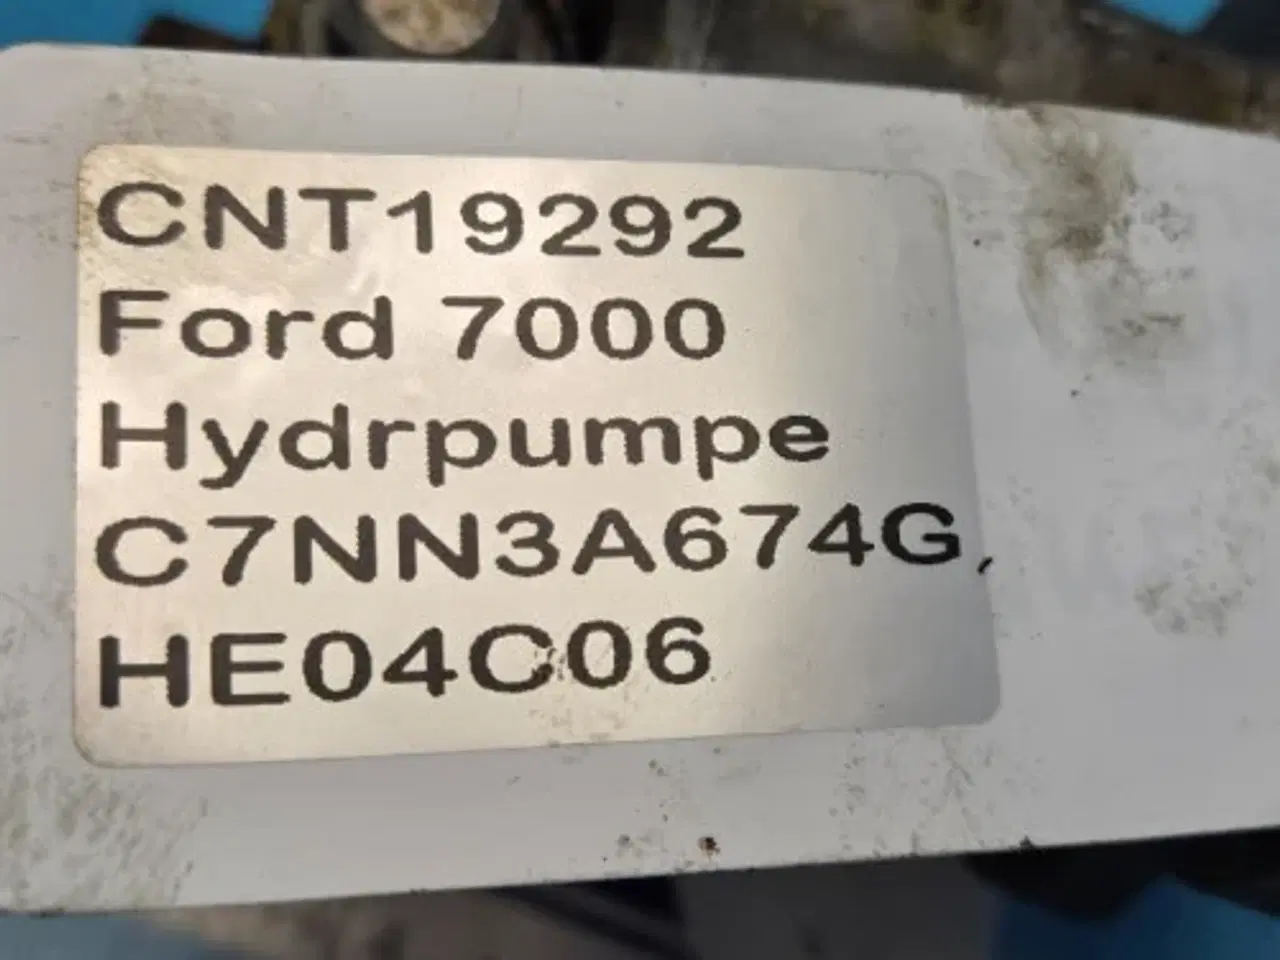 CNT19292
Ford 7000
Hydrpumpe
C7NN3A674G,
HE04C06